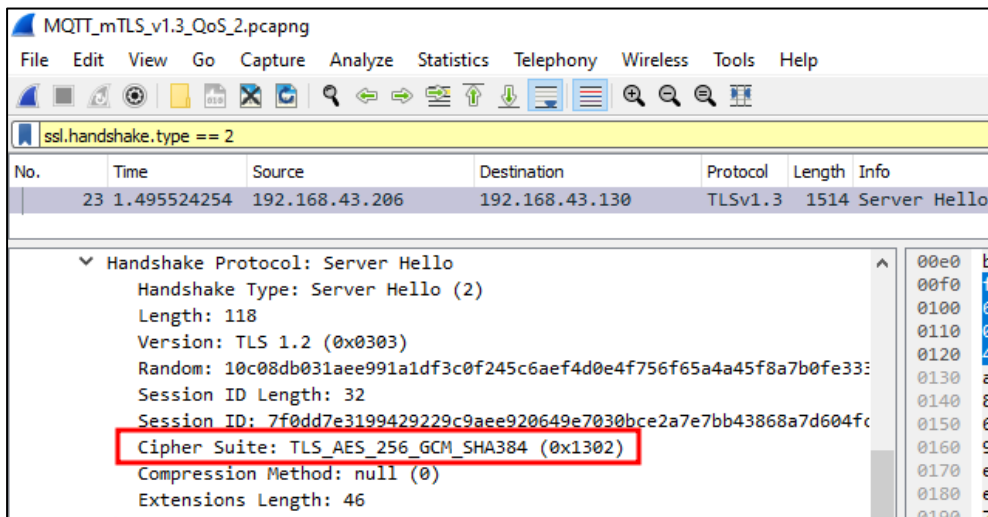 MQTT_mTLS_v1.3_QoS_2.pcapng
File Edit View Go Capture Analyze Statistics Telephony Wireless Tools Help
ssl.handshake.type == 2
No. Time Source Destination Protocol Length Info
23 1.495524254 192.168.43.206 192.168.43.130 TLSv1.3 1514 Server Hello
Handshake Protocol: Server Hello
Handshake Type: Server Hello (2)
Length: 118
Version: TLS 1.2 (0x0303)
Random: 10c08db031aee991a1df3c0f245c6aef4d0e4f756f65a4a45f8a7b0fe333
Session ID Length: 32
Session ID: 7f0dd7e3199429229c9aee920649e7030bce2a7e7bb43868a7d604fc
Cipher Suite: TLS_AES_256_GCM_SHA384 (0x1302)
Compression Method: null (0)
Extensions Length: 46
00e0
00f0
0100
0110
0120
0130
0140
0150
0160
0170
0180